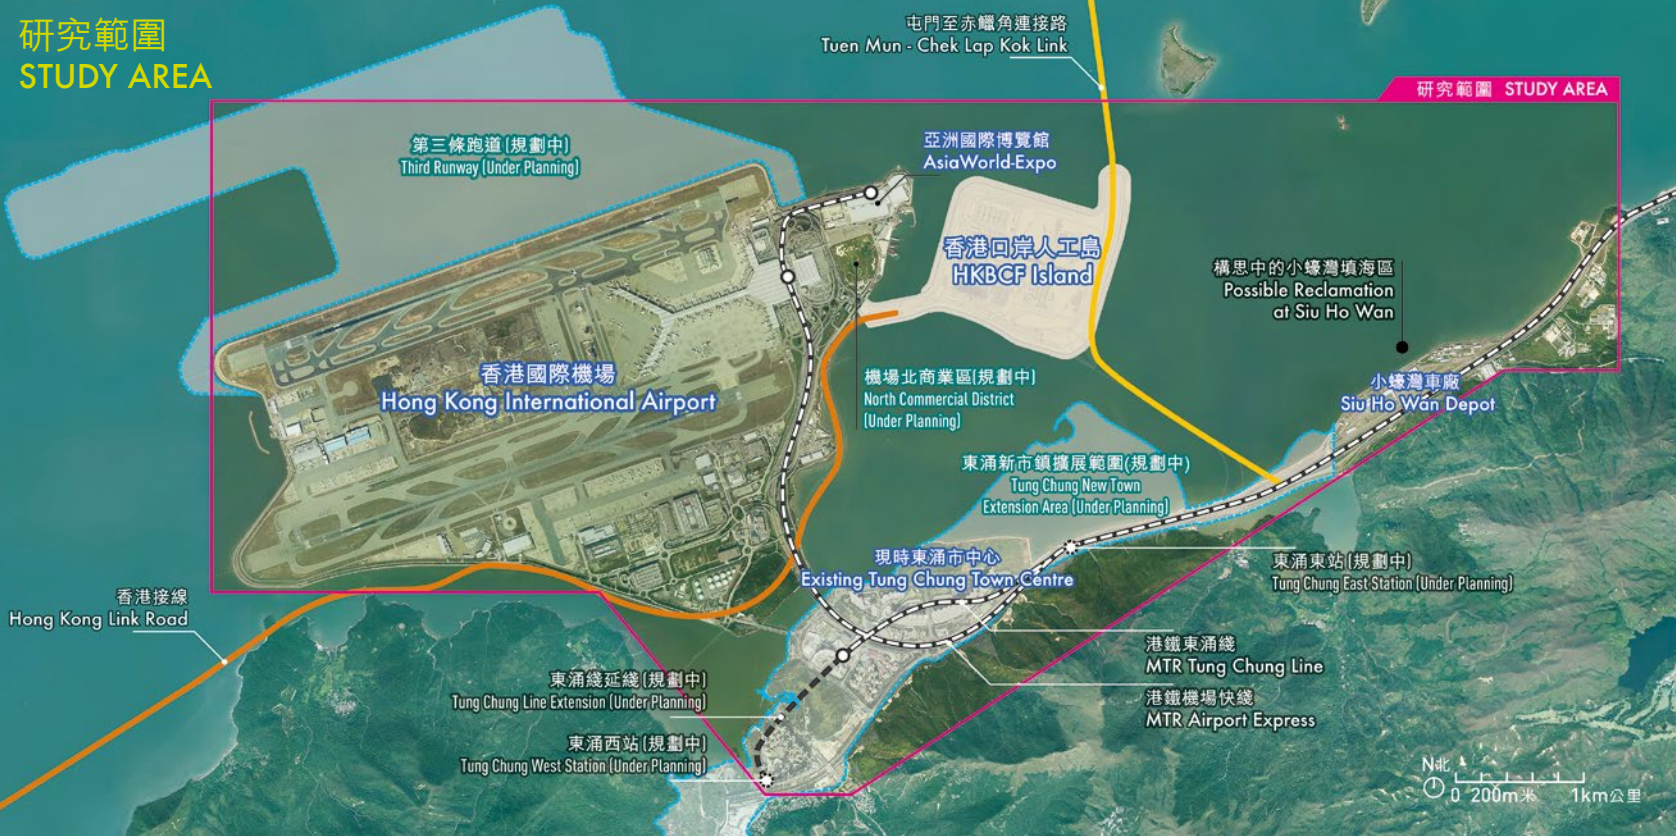 研究範圍
STUDY AREA
屯門至赤鱲角連接路
Tuen Mun - Chek Lap Kok Link
研究範圍 STUDY AREA
第三條跑道(規劃中)
Third Runway (Under Planning)
亞洲國際博覽館
AsiaWorld-Expo
香港口岸人工島
HKBCF Island
構思中的小蠔灣填海區
Possible Reclamation
at Siu Ho Wan
香港國際機場
Hong Kong International Airport
機場北商業區(規劃中)
North Commercial District
(Under Planning)
小蠔灣車廠
Siu Ho Wan Depot
東涌新市鎮擴展範圍(規劃中)
Tung Chung New Town
Extension Area (Under Planning)
現時東涌市中心
Existing Tung Chung Town Centre
東涌東站(規劃中)
Tung Chung East Station (Under Planning)
香港接線
Hong Kong Link Road
港鐵東涌綫
MTR Tung Chung Line
東涌綫延綫(規劃中)
Tung Chung Line Extension (Under Planning)
港鐵機場快綫
MTR Airport Express
東涌西站(規劃中)
Tung Chung West Station (Under Planning)
N北
0 200m米 1km公里